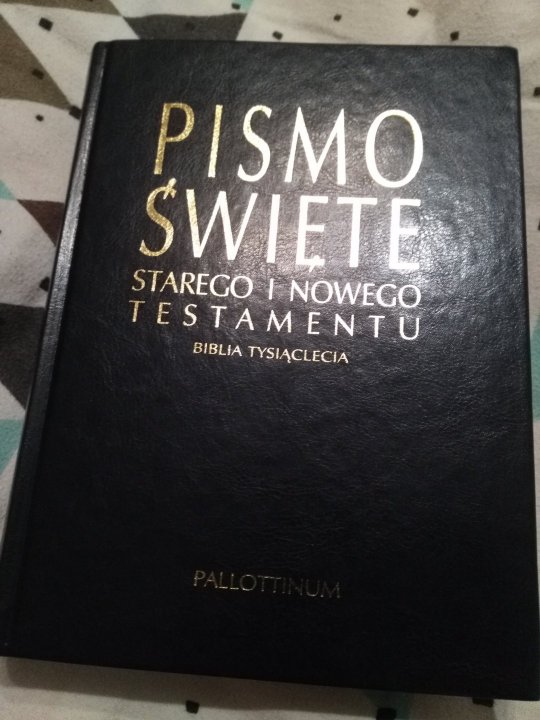 PISMO
ŚWIĘTE
STAREGO I NOWEGO
TESTAMENTU
BIBLIA TYSIĄCLECIA
PALLOTTINUM